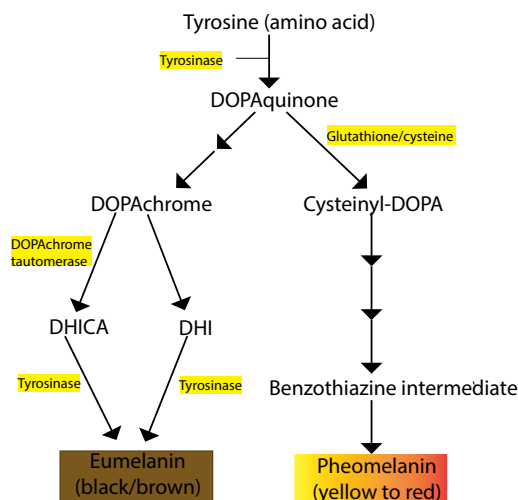 Tyrosine (amino acid)
Tyrosinase
DOPAquinone
Glutathione/cysteine
DOPAchrome
Cysteinyl-DOPA
DOPAchrome
tautomerase
DHICA
DHI
Tyrosinase
Tyrosinase
Benzothiazine intermediate
Eumelanin
(black/brown)
Pheomelanin
(yellow to red)